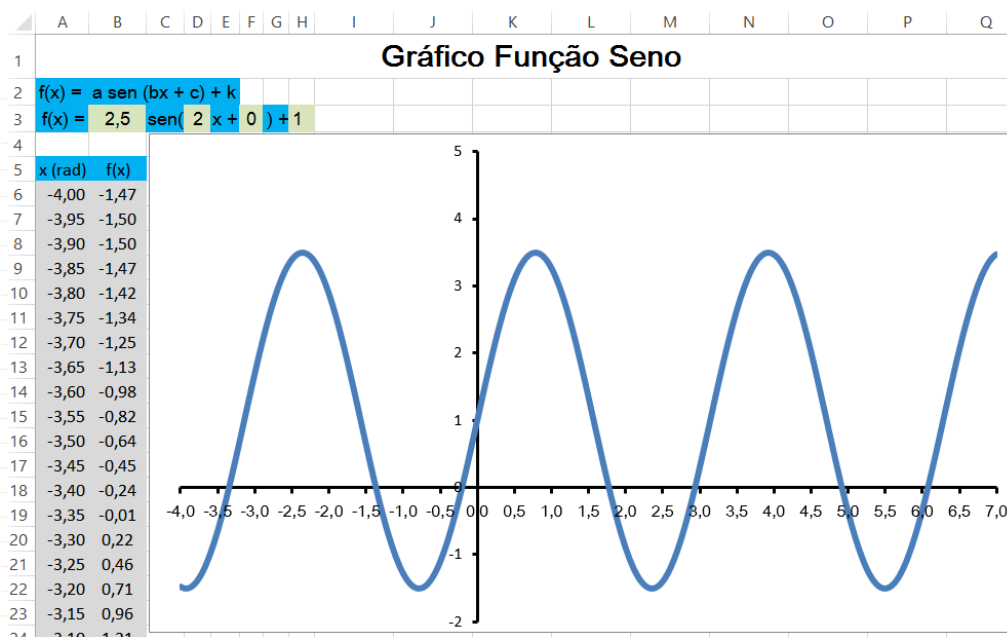 A B C D E F G H I J K L M N O P Q
1 Gráfico Função Seno
2 f(x) = a sen (bx + c) + k
3 f(x) = 2,5 sen( 2 x + 0 ) + 1
4
5 x (rad) f(x)
6 -4,00 -1,47
7 -3,95 -1,50
8 -3,90 -1,50
9 -3,85 -1,47
10 -3,80 -1,42
11 -3,75 -1,34
12 -3,70 -1,25
13 -3,65 -1,13
14 -3,60 -0,98
15 -3,55 -0,82
16 -3,50 -0,64
17 -3,45 -0,45
18 -3,40 -0,24
19 -3,35 -0,01
20 -3,30 0,22
21 -3,25 0,46
22 -3,20 0,71
23 -3,15 0,96
24 -3,10 1,21
5
4
3
2
1
0
-1
-2
-4,0 -3,5 -3,0 -2,5 -2,0 -1,5 -1,0 -0,5 0,0 0,5 1,0 1,5 2,0 2,5 3,0 3,5 4,0 4,5 5,0 5,5 6,0 6,5 7,0